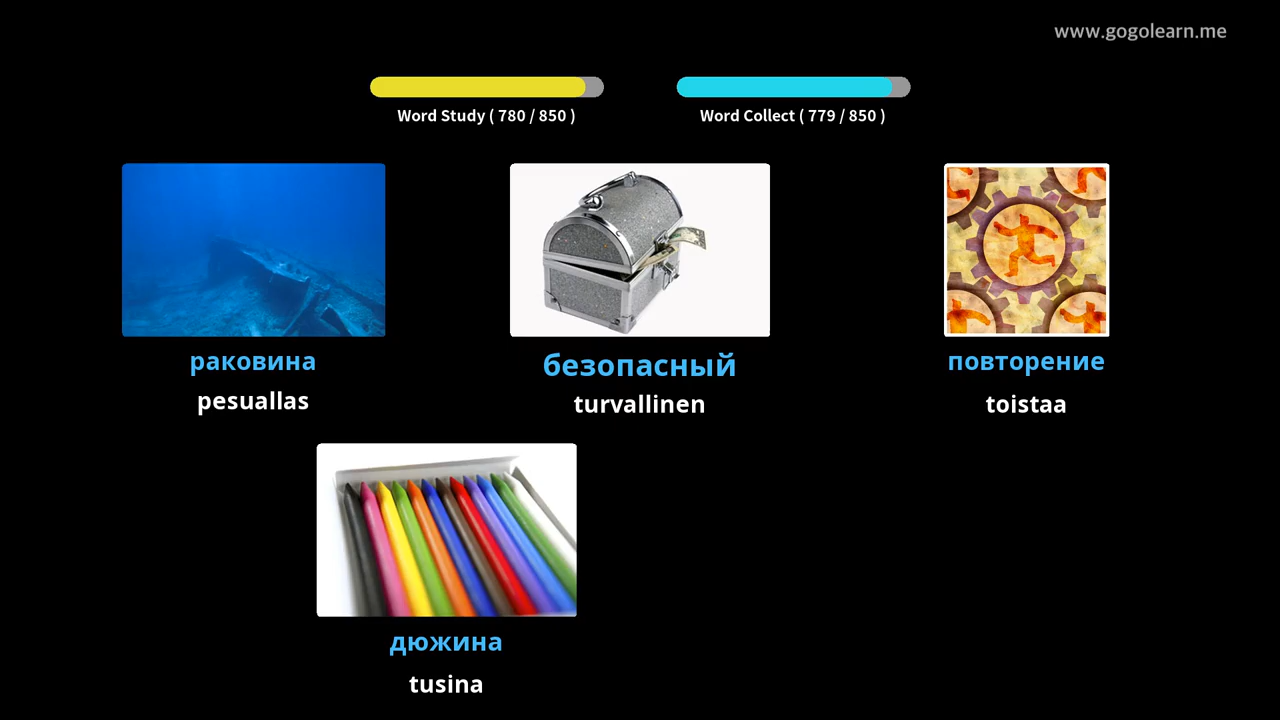 www.gogolearn.me
Word Study ( 780 / 850 )
Word Collect ( 779 / 850 )
раковина
pesuallas
безопасный
turvallinen
повторение
toistaa
дюжина
tusina